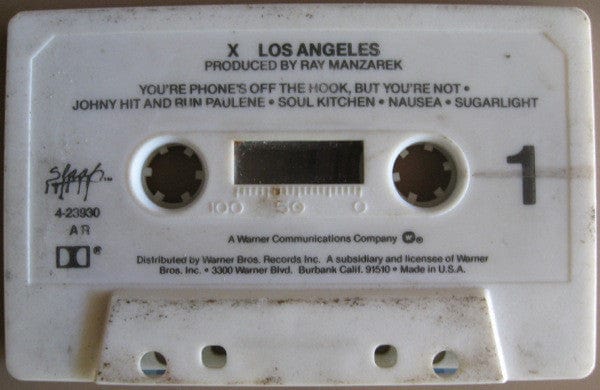 X LOS ANGELES
PRODUCED BY RAY MANZAREK
YOU'RE PHONE'S OFF THE HOOK, BUT YOU'RE NOT •
JOHNY HIT AND RUN PAULENE • SOUL KITCHEN • NAUSEA • SUGARLIGHT
1
Slash
4-23930
AR
100 50 0
A Warner Communications Company W ®
Distributed by Warner Bros. Records Inc. A subsidiary and licensee of Warner
Bros. Inc. • 3300 Warner Blvd. Burbank Calif. 91510 • Made in U.S.A.